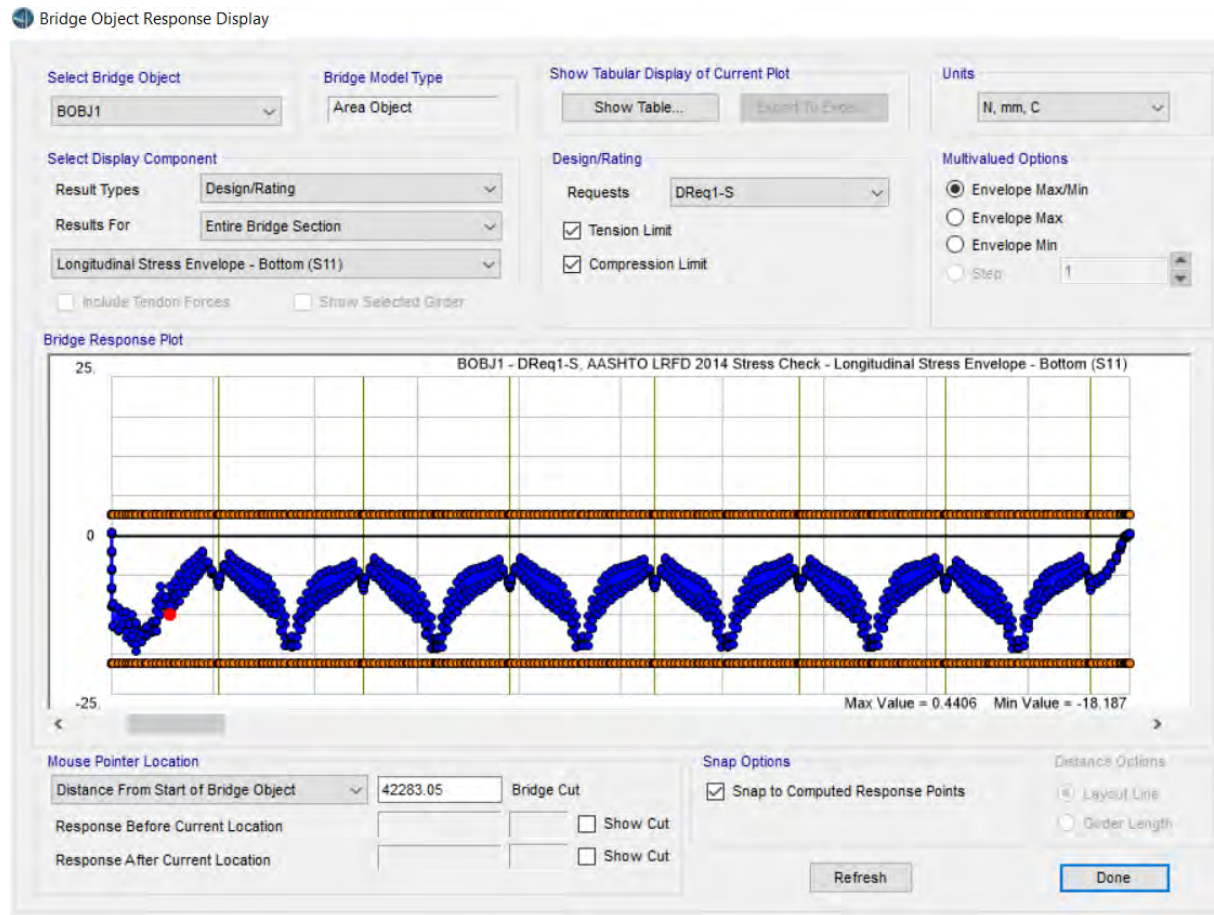 Bridge Object Response Display
Select Bridge Object
BOBJ1
Bridge Model Type
Area Object
Show Tabular Display of Current Plot
Show Table...
Export To Excel...
Units
N, mm, C
Select Display Component
Result Types
Design/Rating
Results For
Entire Bridge Section
Longitudinal Stress Envelope - Bottom (S11)
Include Tendon Forces
Show Selected Girder
Design/Rating
Requests
DReq1-S
Tension Limit
Compression Limit
Multivalued Options
Envelope Max/Min
Envelope Max
Envelope Min
Step
1
Bridge Response Plot
25.
BOBJ1 - DReq1-S, AASHTO LRFD 2014 Stress Check - Longitudinal Stress Envelope - Bottom (S11)
0
-25.
Max Value = 0.4406 Min Value = -18.187
Mouse Pointer Location
Distance From Start of Bridge Object
42283.05
Bridge Cut
Response Before Current Location
Show Cut
Response After Current Location
Show Cut
Snap Options
Snap to Computed Response Points
Distance Options
Layout Line
Girder Length
Refresh
Done